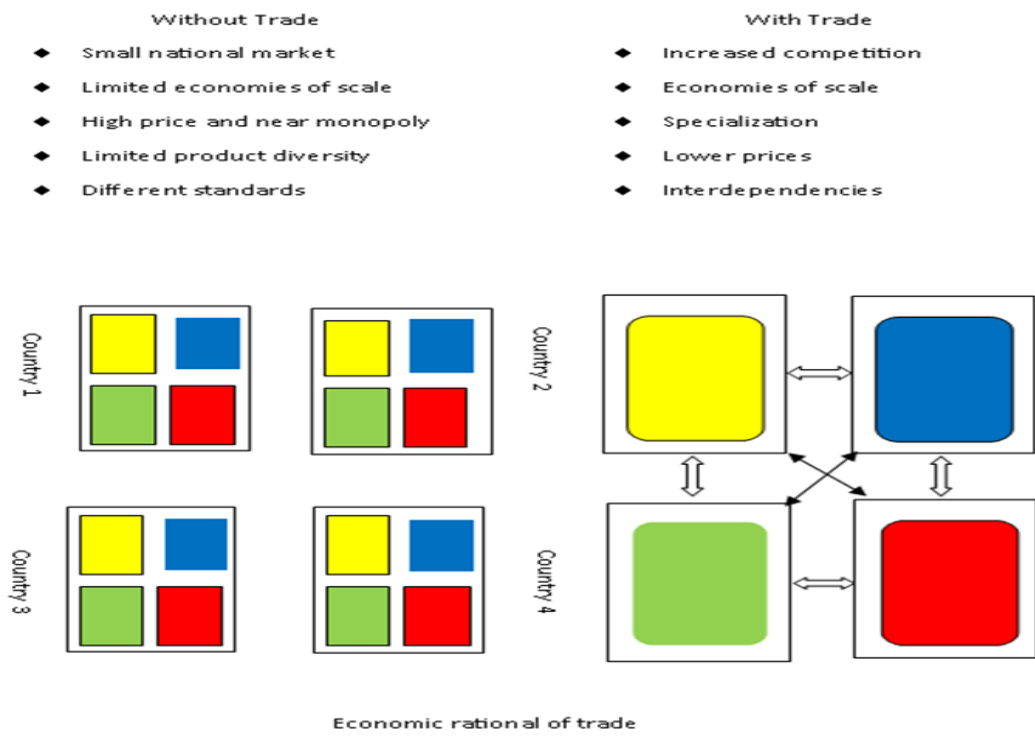 Without Trade
◆ Small national market
◆ Limited economies of scale
◆ High price and near monopoly
◆ Limited product diversity
◆ Different standards
With Trade
◆ Increased competition
◆ Economies of scale
◆ Specialization
◆ Lower prices
◆ Interdependencies
Country 1
Country 2
Country 3
Country 4
Economic rational of trade